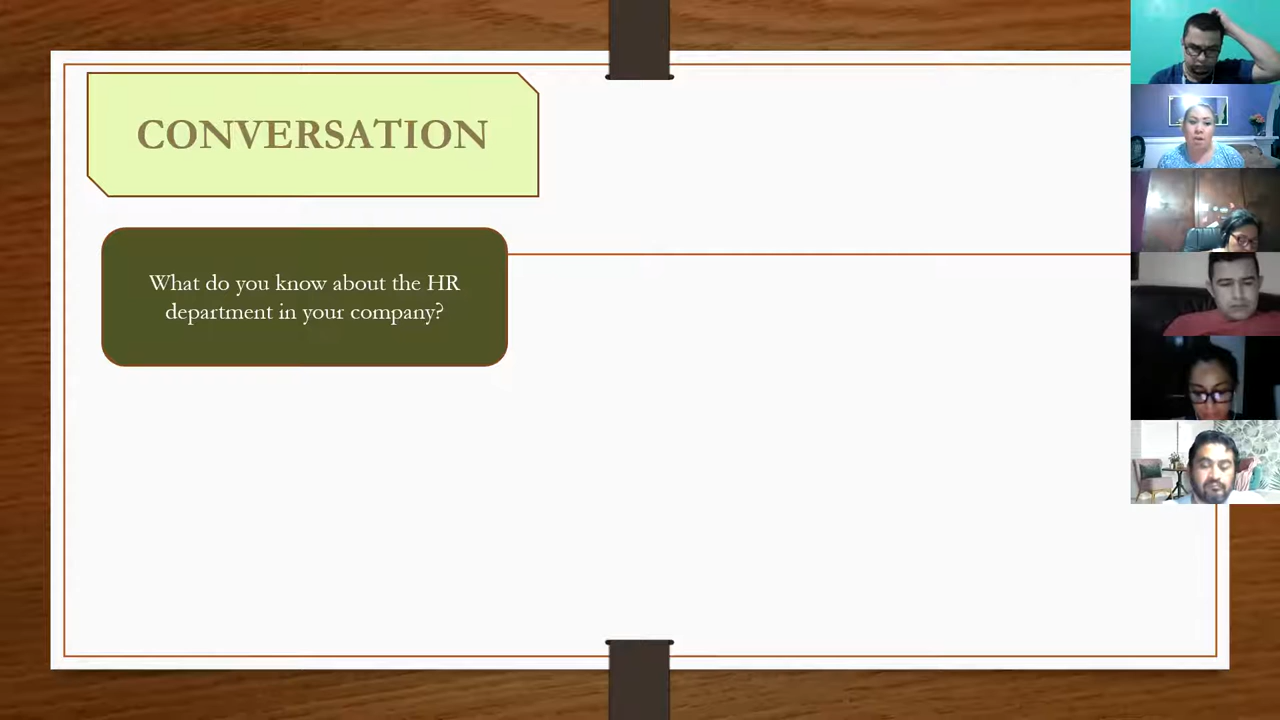 CONVERSATION
What do you know about the HR
department in your company?